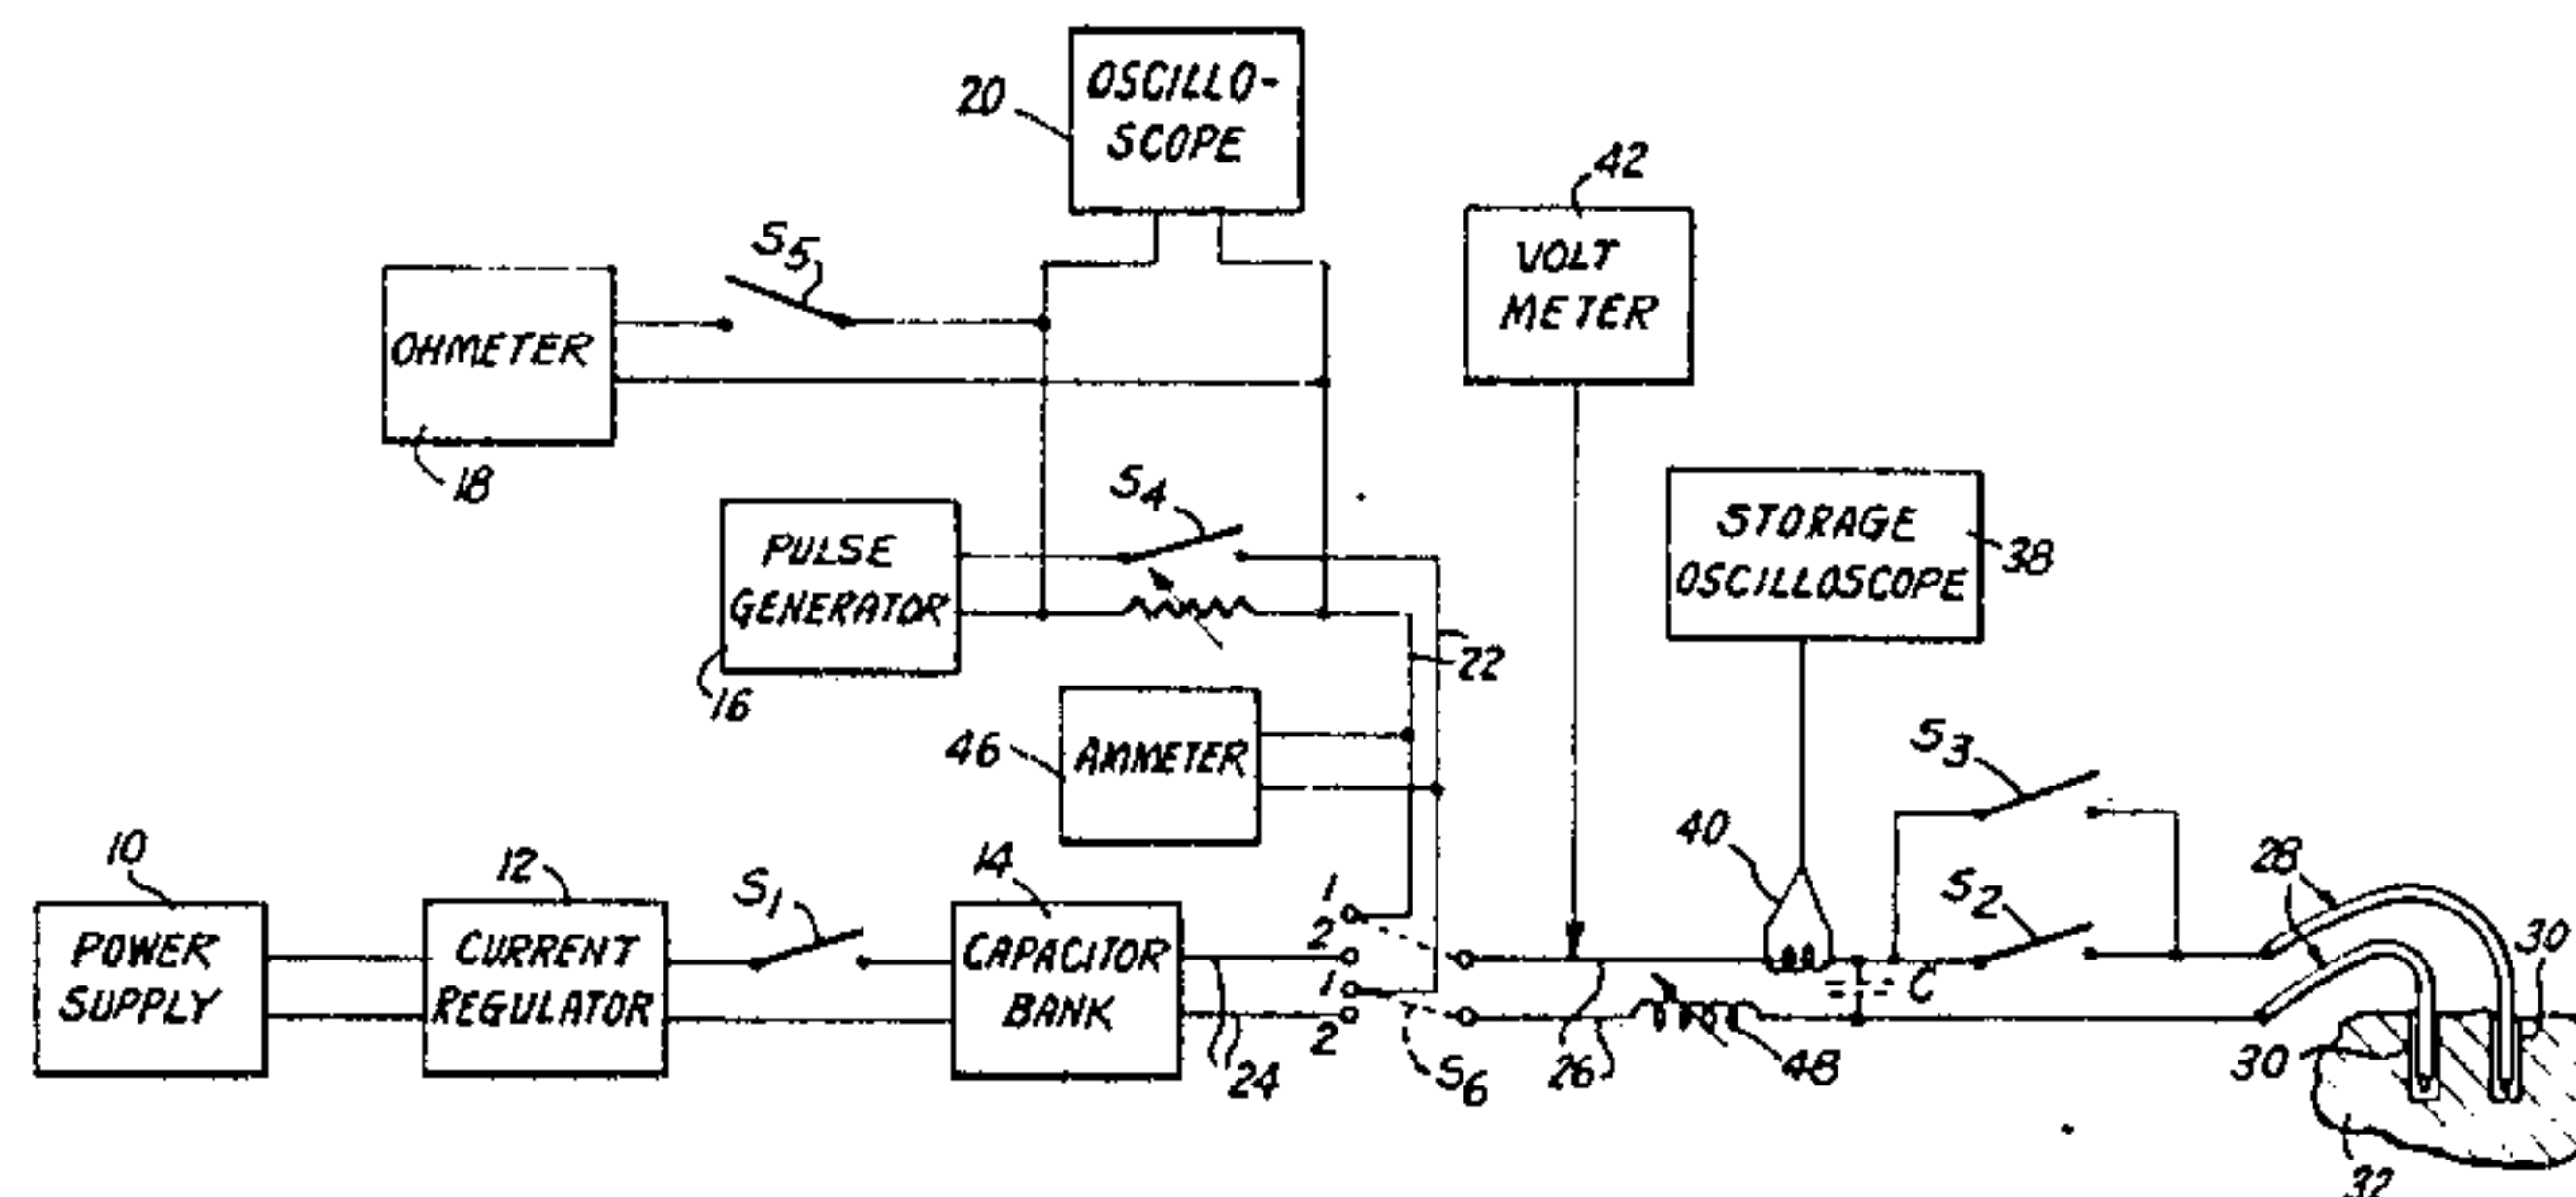 OSCILLO-
SCOPE
20
42
VOLT
METER
S5
OHMETER
18
S4
PULSE
GENERATOR
16
22
STORAGE
OSCILLOSCOPE
38
46
AMMETER
S3
40
10
POWER
SUPPLY
12
CURRENT
REGULATOR
S1
14
CAPACITOR
BANK
24
1
2
1
2
S6
26
48
C
S2
28
30
30
32